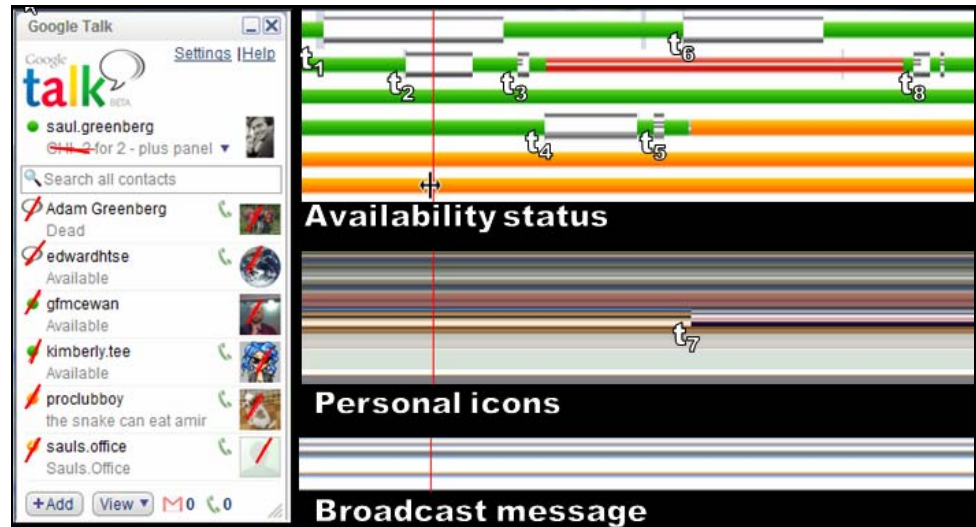 Google Talk
Settings | Help
Google
talk
BETA
saul.greenberg
CHI 2 for 2 - plus panel
Search all contacts
Adam Greenberg
Dead
edwardhtse
Available
gfmcewan
Available
kimberly.tee
Available
proclubboy
the snake can eat amir
sauls.office
Sauls.Office
+Add View 0 0
t1
t2
t3
t4
t5
t6
t8
Availability status
t7
Personal icons
Broadcast message